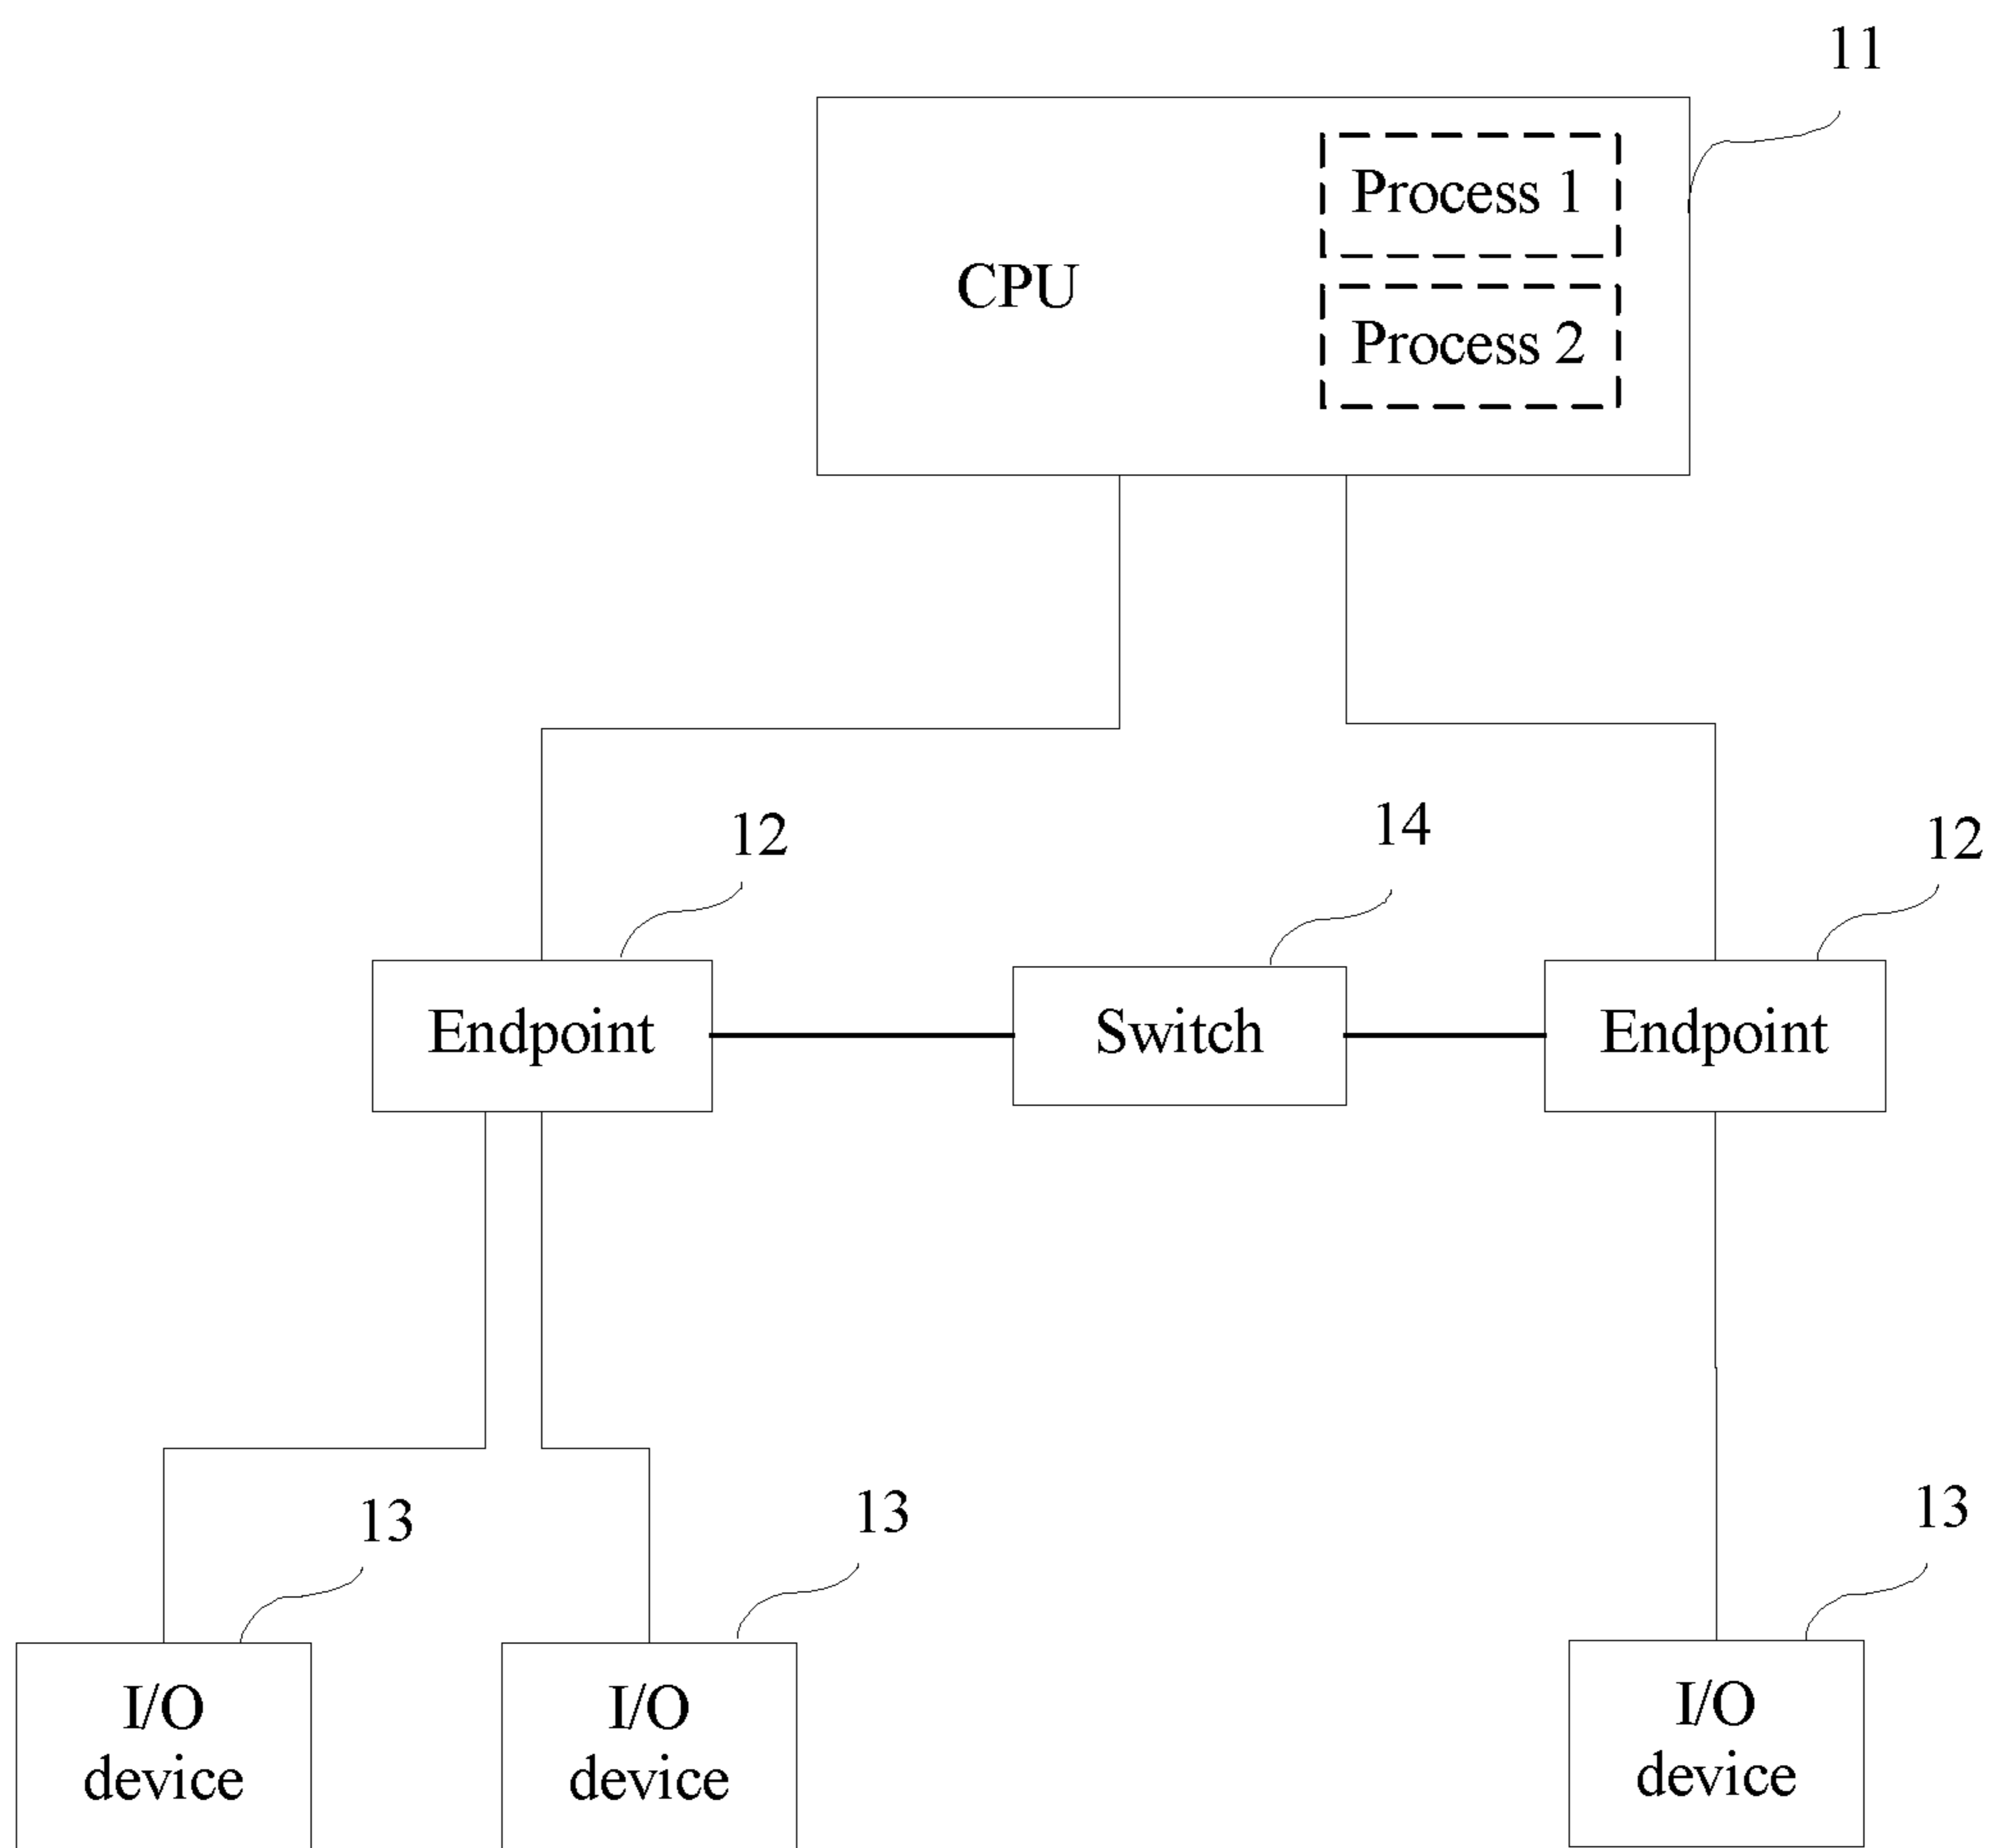 11
Process 1
CPU
Process 2
12
14
12
Endpoint
Switch
Endpoint
13
13
13
I/O
device
I/O
device
I/O
device